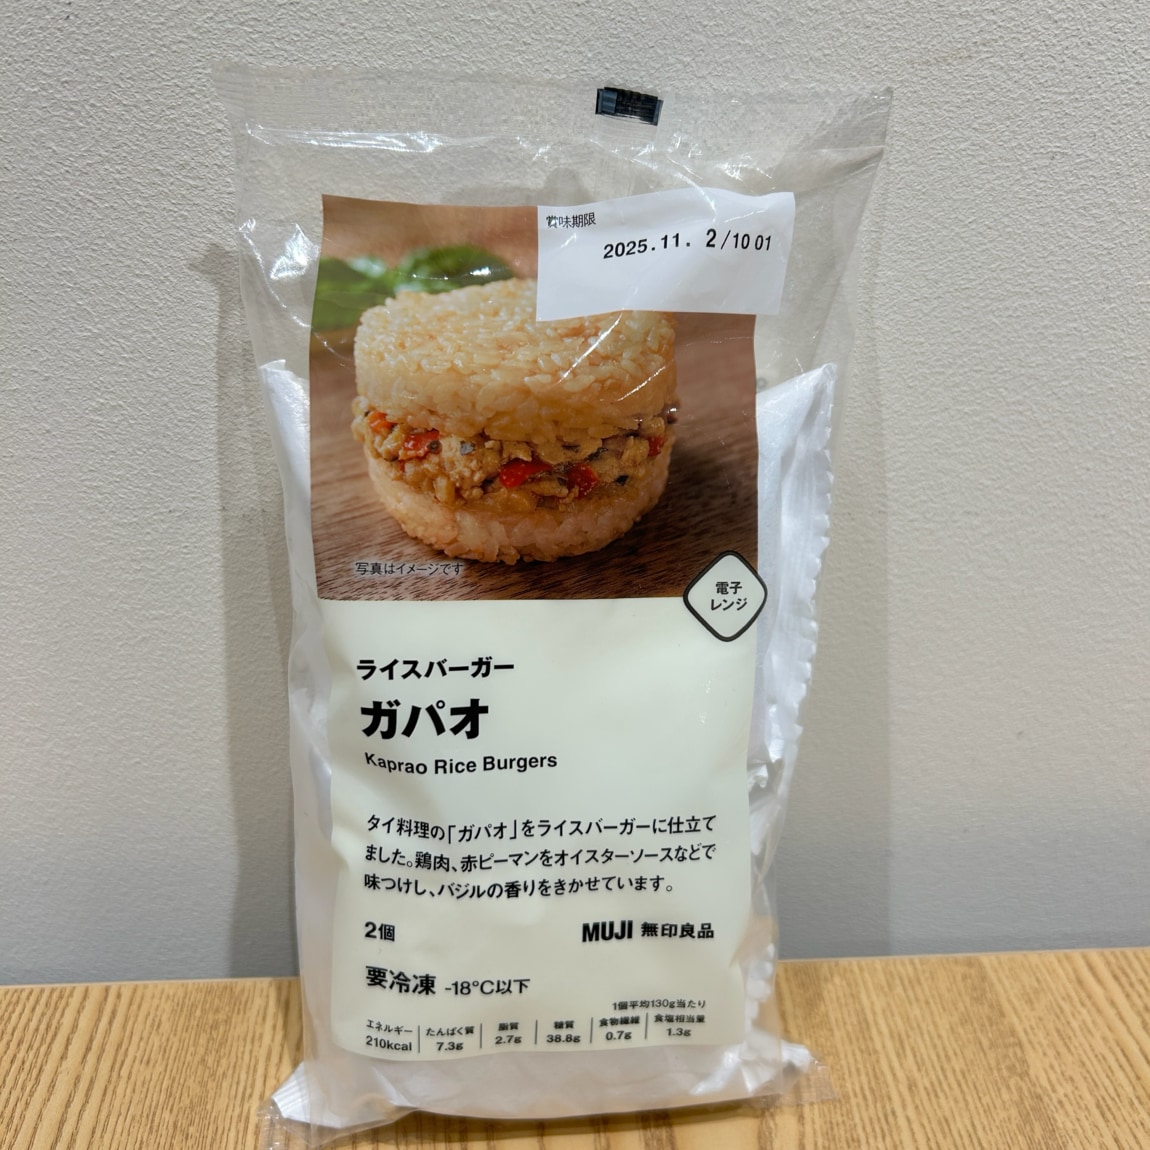 賞味期限
2025.11. 2/10 01
写真はイメージです
電子
レンジ
ライスバーガー
ガパオ
Kaprao Rice Burgers
タイ料理の「ガパオ」をライスバーガーに仕立て
ました。鶏肉、赤ピーマンをオイスターソースなどで
味つけし、バジルの香りをきかせています。
2個
MUJI 無印良品
要冷凍 -18°C以下
1個平均130g当たり
エネルギー 210kcal
たんぱく質 7.3g
脂質 2.7g
糖質 38.8g
食物繊維 0.7g
食塩相当量 1.3g